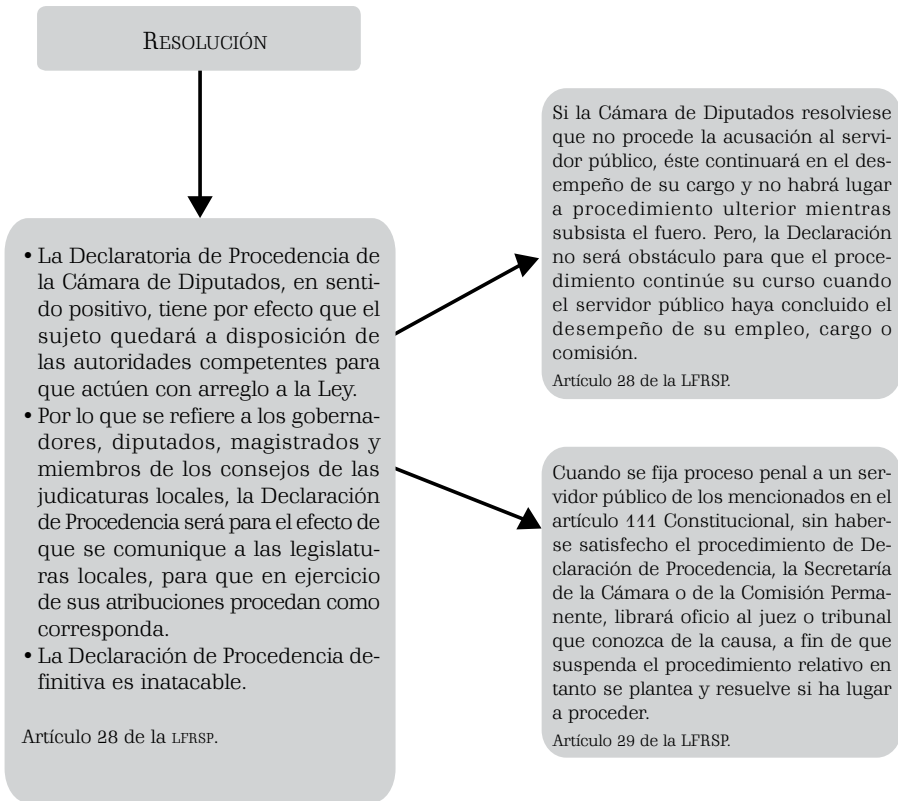 RESOLUCIÓN
• La Declaratoria de Procedencia de
la Cámara de Diputados, en senti-
do positivo, tiene por efecto que el
sujeto quedará a disposición de
las autoridades competentes para
que actúen con arreglo a la Ley.
• Por lo que se refiere a los goberna-
dores, diputados, magistrados y
miembros de los consejos de las
judicaturas locales, la Declaración
de Procedencia será para el efecto de
que se comunique a las legislatu-
ras locales, para que en ejercicio
de sus atribuciones procedan como
corresponda.
• La Declaración de Procedencia de-
finitiva es inatacable.
Artículo 28 de la LFRSP.
Si la Cámara de Diputados resolviese
que no procede la acusación al servi-
dor público, éste continuará en el des-
empeño de su cargo y no habrá lugar
a procedimiento ulterior mientras
subsista el fuero. Pero, la Declaración
no será obstáculo para que el proce-
dimiento continúe su curso cuando
el servidor público haya concluido el
desempeño de su empleo, cargo o
comisión.
Artículo 28 de la LFRSP.
Cuando se fija proceso penal a un ser-
vidor público de los mencionados en el
artículo 111 Constitucional, sin haber-
se satisfecho el procedimiento de De-
claración de Procedencia, la Secretaría
de la Cámara o de la Comisión Perma-
nente, librará oficio al juez o tribunal
que conozca de la causa, a fin de que
suspenda el procedimiento relativo en
tanto se plantea y resuelve si ha lugar
a proceder.
Artículo 29 de la LFRSP.